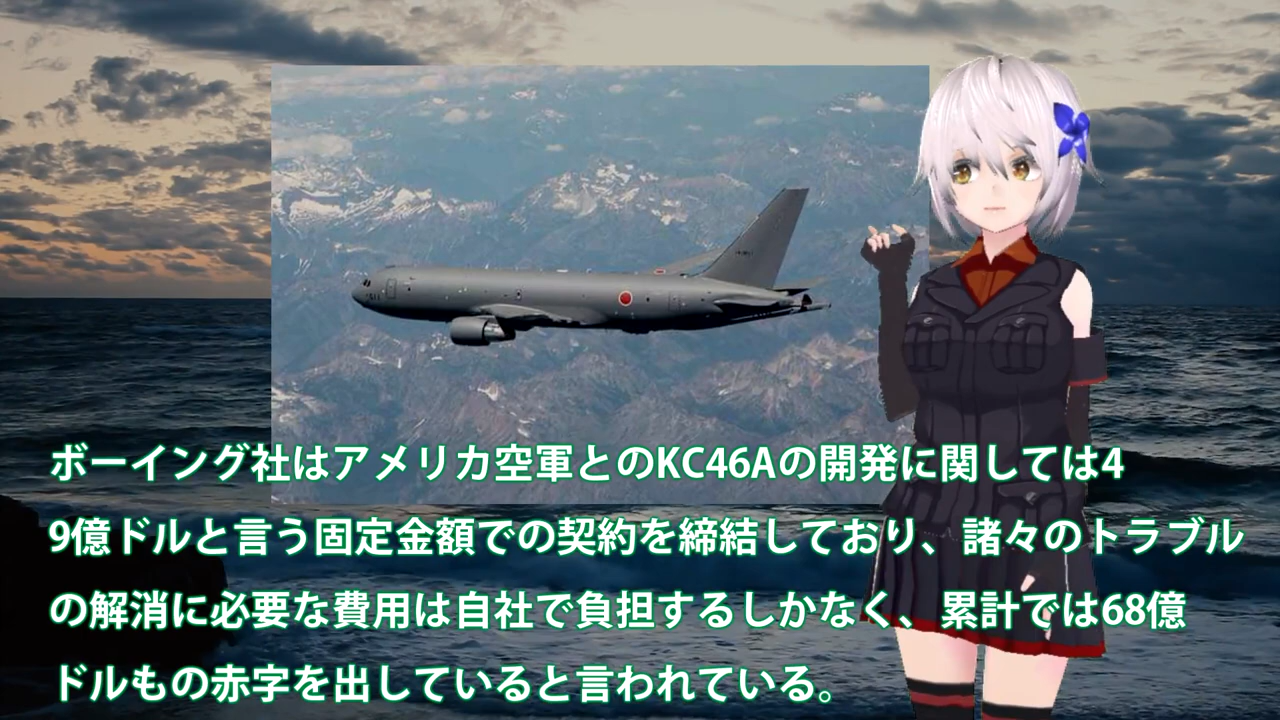 ボーイング社はアメリカ空軍とのKC46Aの開発に関しては4
9億ドルと言う固定金額での契約を締結しており、諸々のトラブル
の解消に必要な費用は自社で負担するしかなく、累計では68億
ドルもの赤字を出していると言われている。